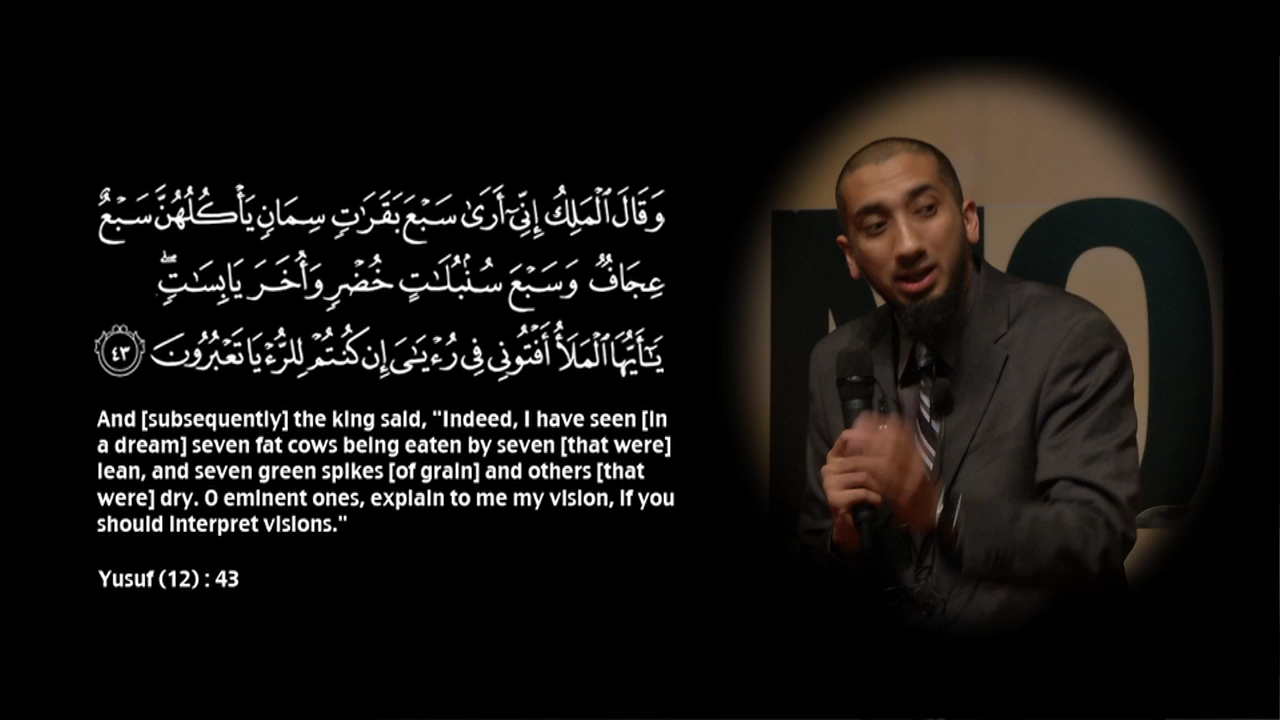 وَقَالَ ٱلْمَلِكُ إِنِّىٓ أَرَىٰ سَبْعَ بَقَرَٰتٍ سِمَانٍ يَأْكُلُهُنَّ سَبْعٌ
عِجَافٌ وَسَبْعَ سُنۢبُلَٰتٍ خُضْرٍ وَأُخَرَ يَابِسَٰتٍ ۖ
يَٰٓأَيُّهَا ٱلْمَلَأُ أَفْتُونِى فِى رُءْيَٰىَ إِن كُنتُمْ لِلرُّءْيَا تَعْبُرُونَ ٤٣
And [subsequently] the king said, "Indeed, I have seen [in
a dream] seven fat cows being eaten by seven [that were]
lean, and seven green spikes [of grain] and others [that
were] dry. O eminent ones, explain to me my vision, if you
should interpret visions."
Yusuf (12) : 43